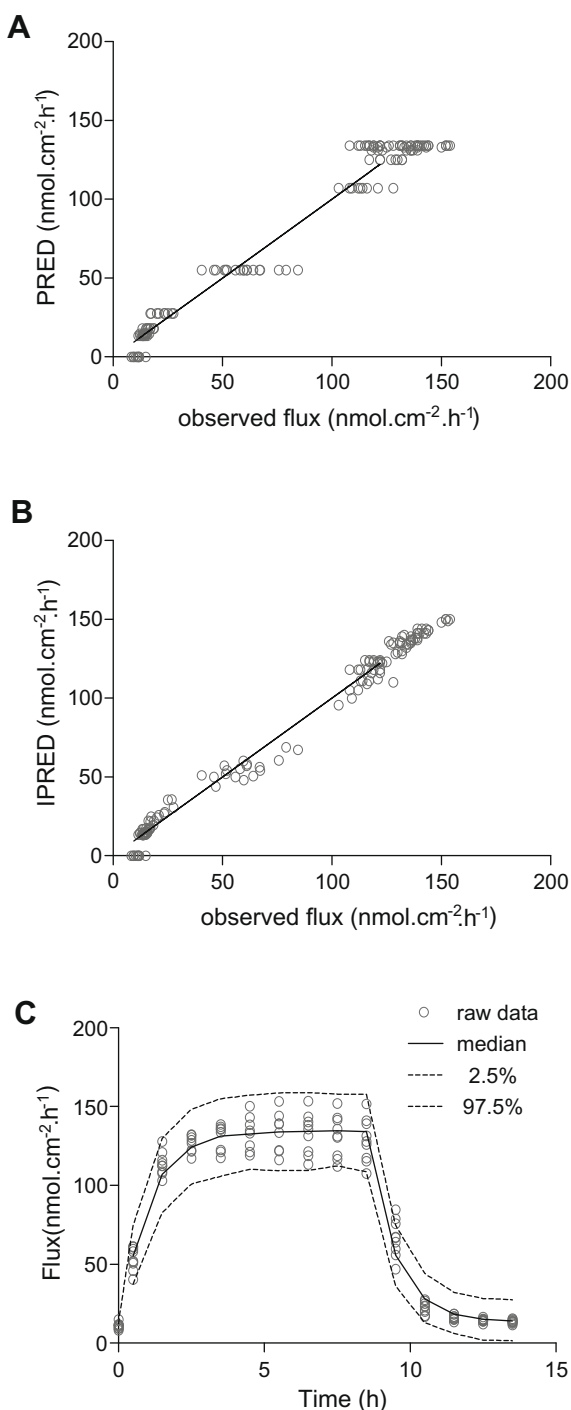 A
200
150
100
50
0
PRED (nmol.cm⁻².h⁻¹)
0 50 100 150 200
observed flux (nmol.cm⁻².h⁻¹)
B
200
150
100
50
0
IPRED (nmol.cm⁻².h⁻¹)
0 50 100 150 200
observed flux (nmol.cm⁻².h⁻¹)
C
raw data
median
2.5%
97.5%
200
150
100
50
0
Flux(nmol.cm⁻².h⁻¹)
0 5 10 15
Time (h)